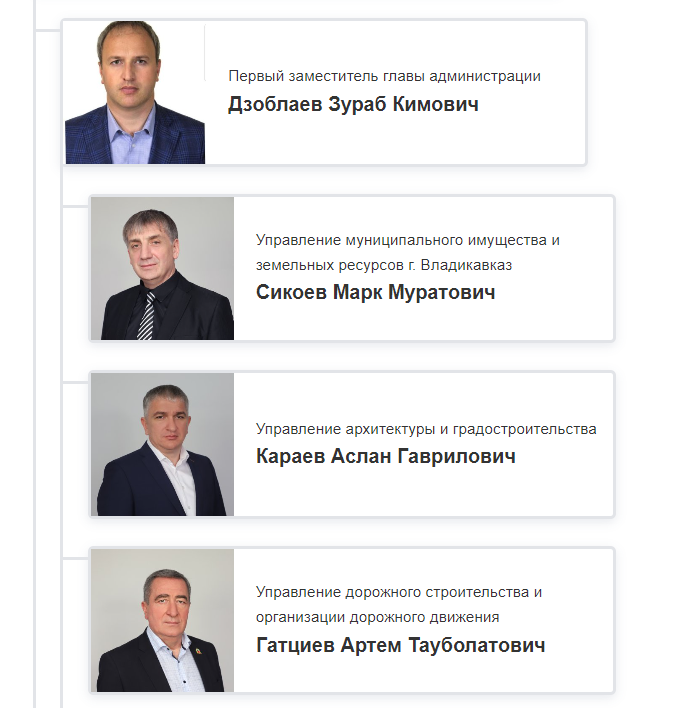 Первый заместитель главы администрации
Дзоблаев Зураб Кимович
Управление муниципального имущества и
земельных ресурсов г. Владикавказ
Сикоев Марк Муратович
Управление архитектуры и градостроительства
Караев Аслан Гаврилович
Управление дорожного строительства и
организации дорожного движения
Гатциев Артем Тауболатович